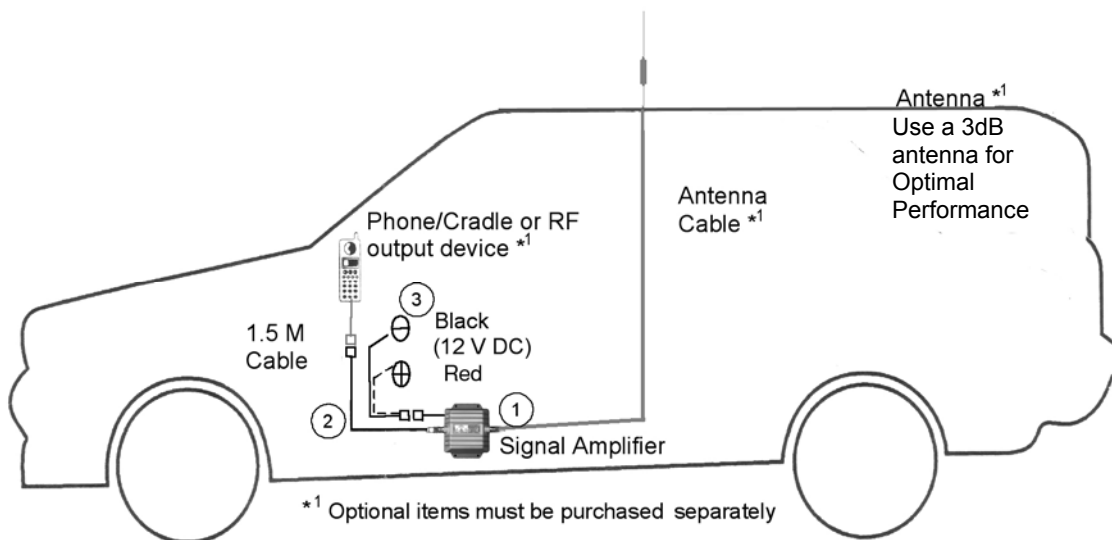 Antenna *1
Use a 3dB
antenna for
Optimal
Performance
Antenna
Cable *1
Phone/Cradle or RF
output device *1
3
Black
(12 V DC)
Red
1.5 M
Cable
2
1
Signal Amplifier
*1 Optional items must be purchased separately